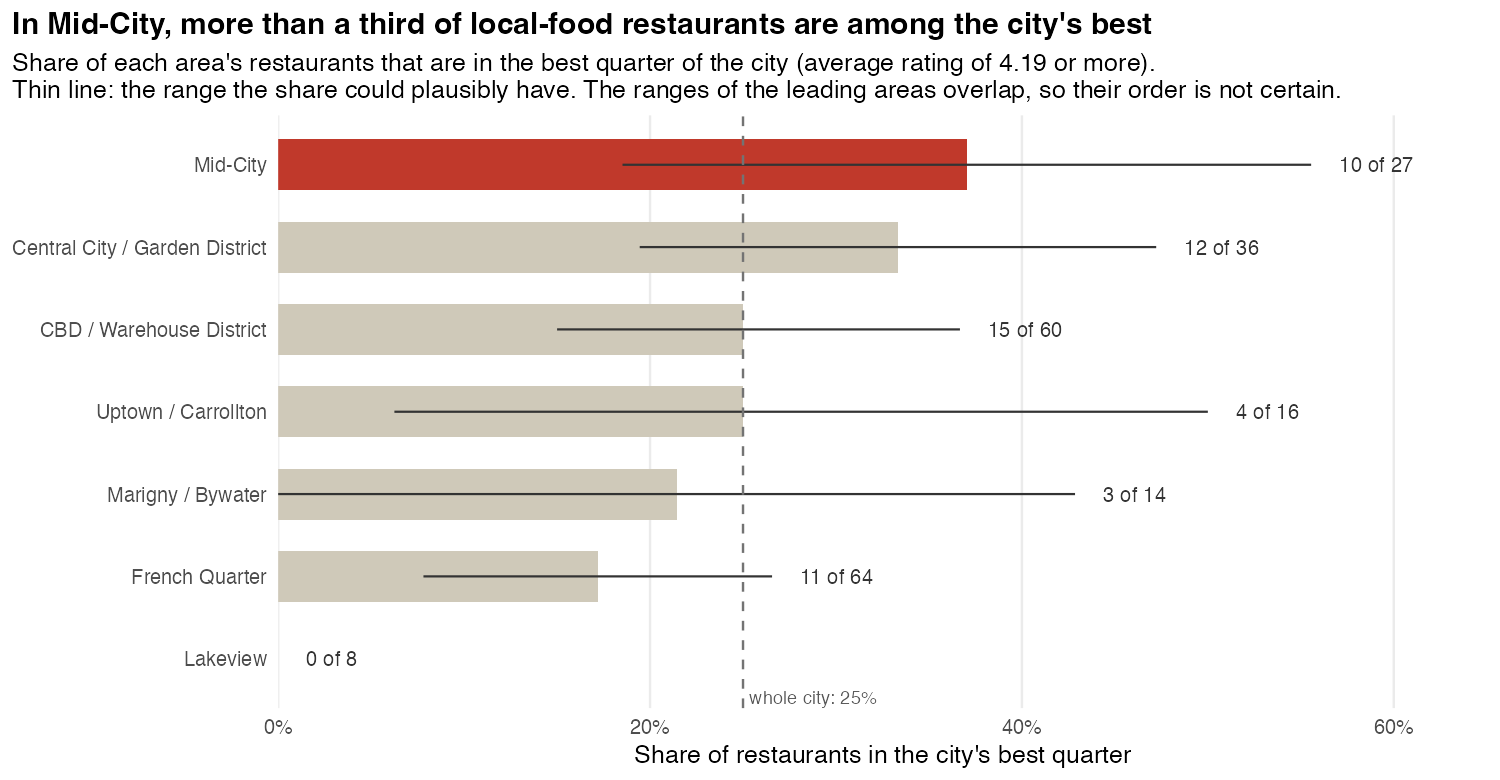 In Mid-City, more than a third of local-food restaurants are among the city's best
Share of each area's restaurants that are in the best quarter of the city (average rating of 4.19 or more).
Thin line: the range the share could plausibly have. The ranges of the leading areas overlap, so their order is not certain.
Mid-City
10 of 27
Central City / Garden District
12 of 36
CBD / Warehouse District
15 of 60
Uptown / Carrollton
4 of 16
Marigny / Bywater
3 of 14
French Quarter
11 of 64
Lakeview
0 of 8
whole city: 25%
0%
20%
40%
60%
Share of restaurants in the city's best quarter